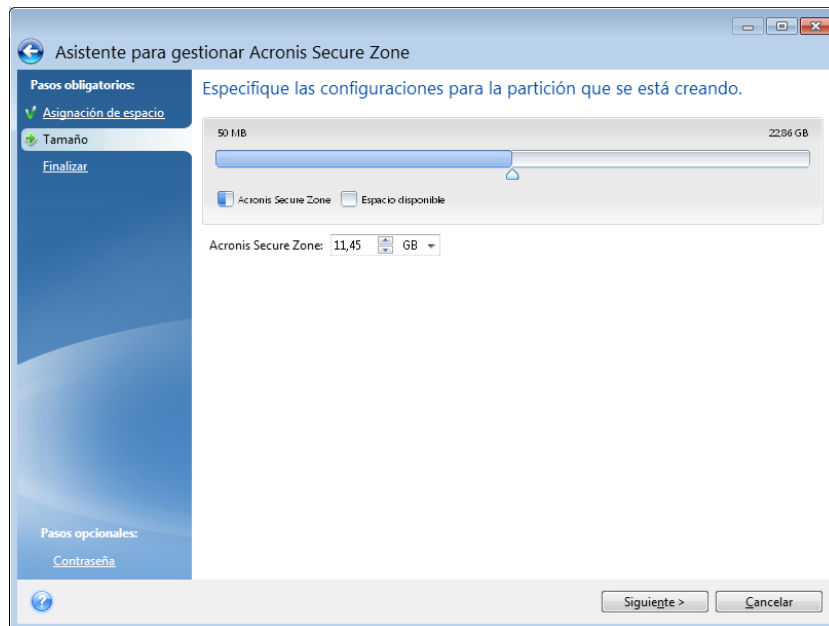 Asistente para gestionar Acronis Secure Zone
Pasos obligatorios:
Asignación de espacio
Tamaño
Finalizar
Especifique las configuraciones para la partición que se está creando.
50 MB
22,86 GB
Acronis Secure Zone
Espacio disponible
Acronis Secure Zone: 11,45 GB
Pasos opcionales:
Contraseña
Siguiente >
Cancelar